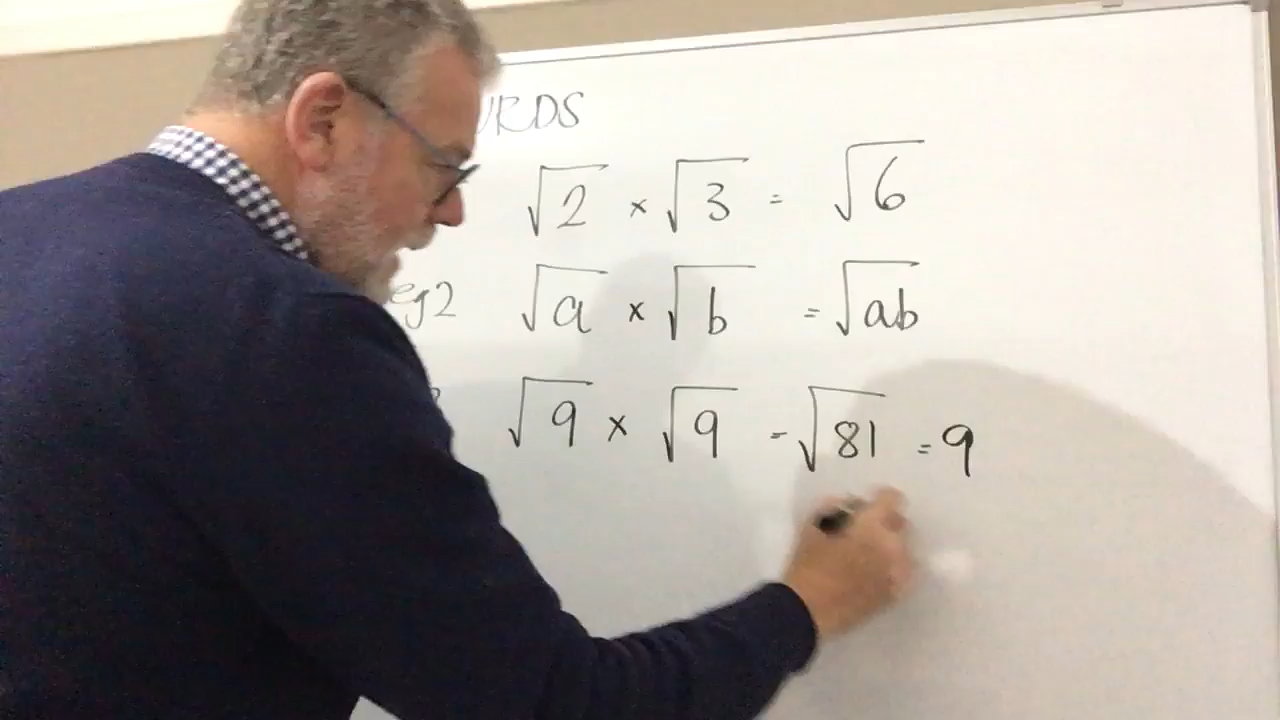 URDS
√2 × √3 = √6
eg2 √a × √b = √ab
√9 × √9 = √81 = 9